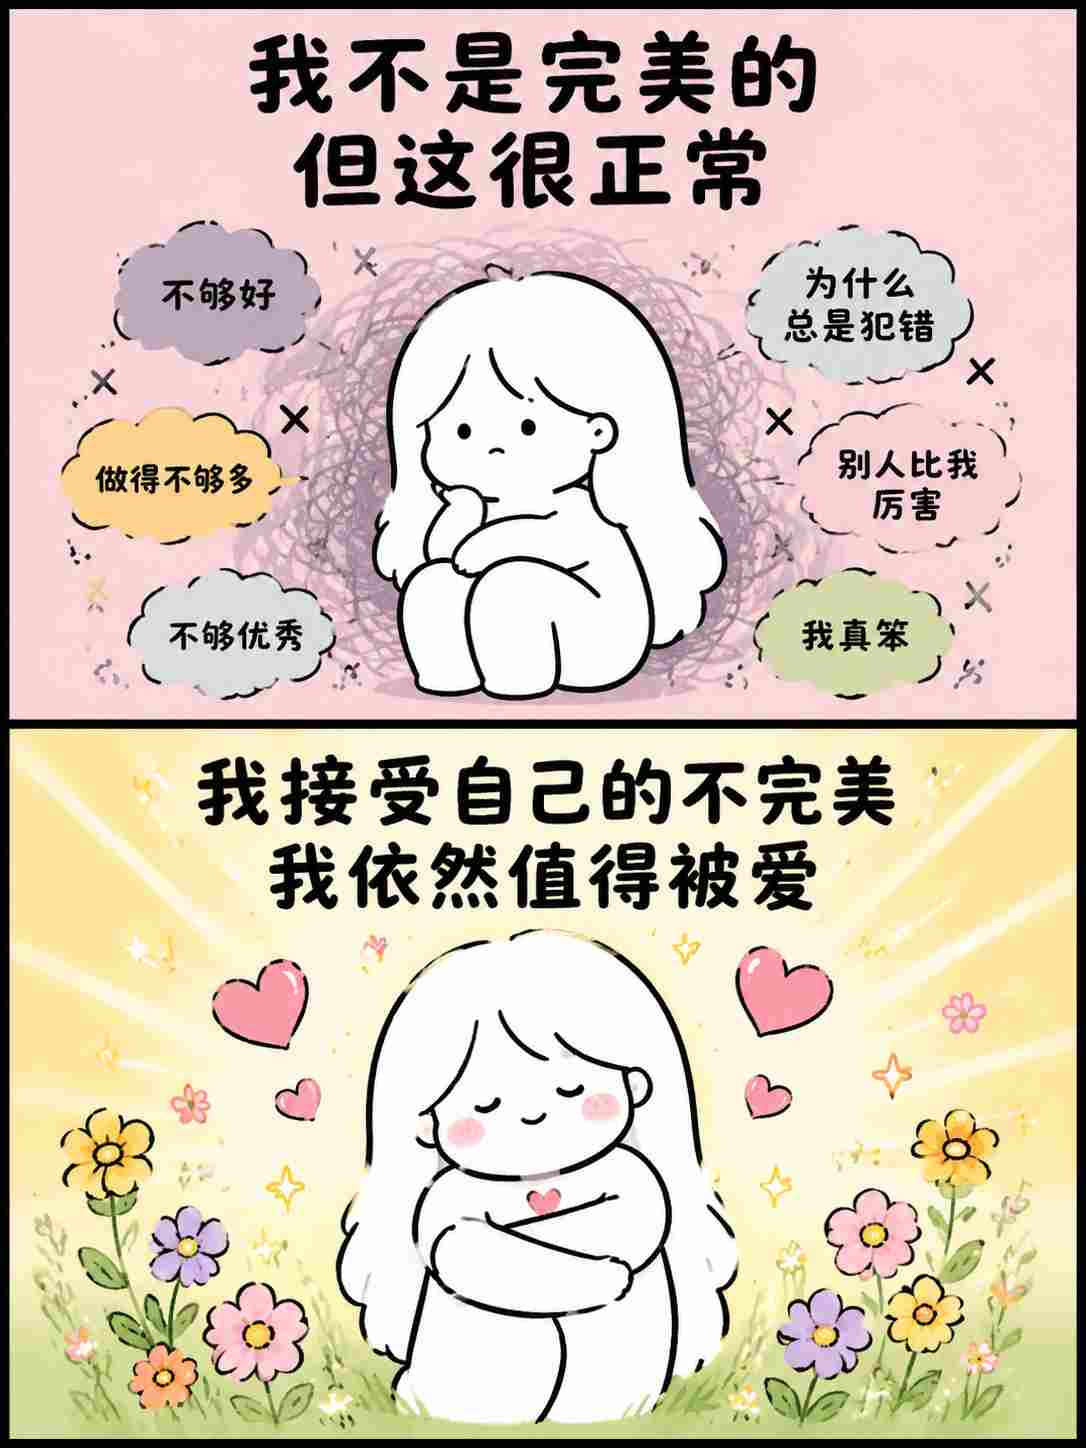 我不是完美的
但这很正常
不够好
为什么
总是犯错
做得不够多
别人比我
厉害
不够优秀
我真笨
我接受自己的不完美
我依然值得被爱